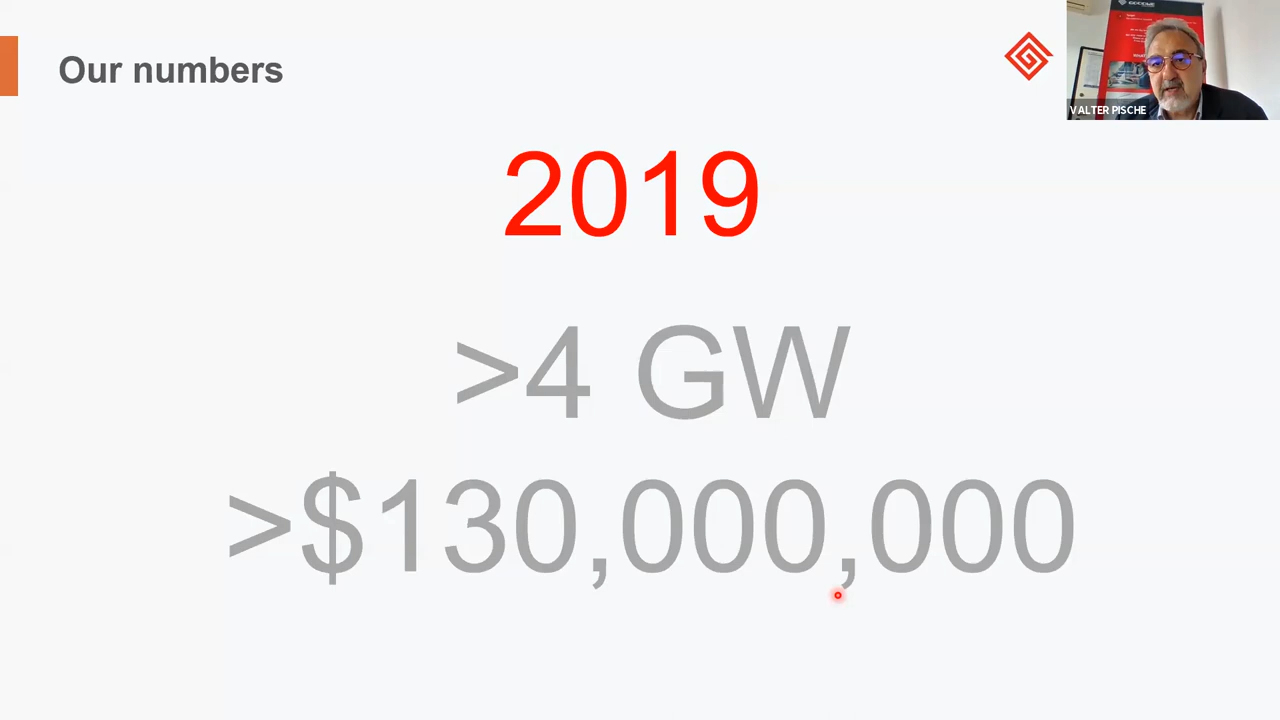 Our numbers
VALTER PISCHE
2019
>4 GW
>$130,000,000